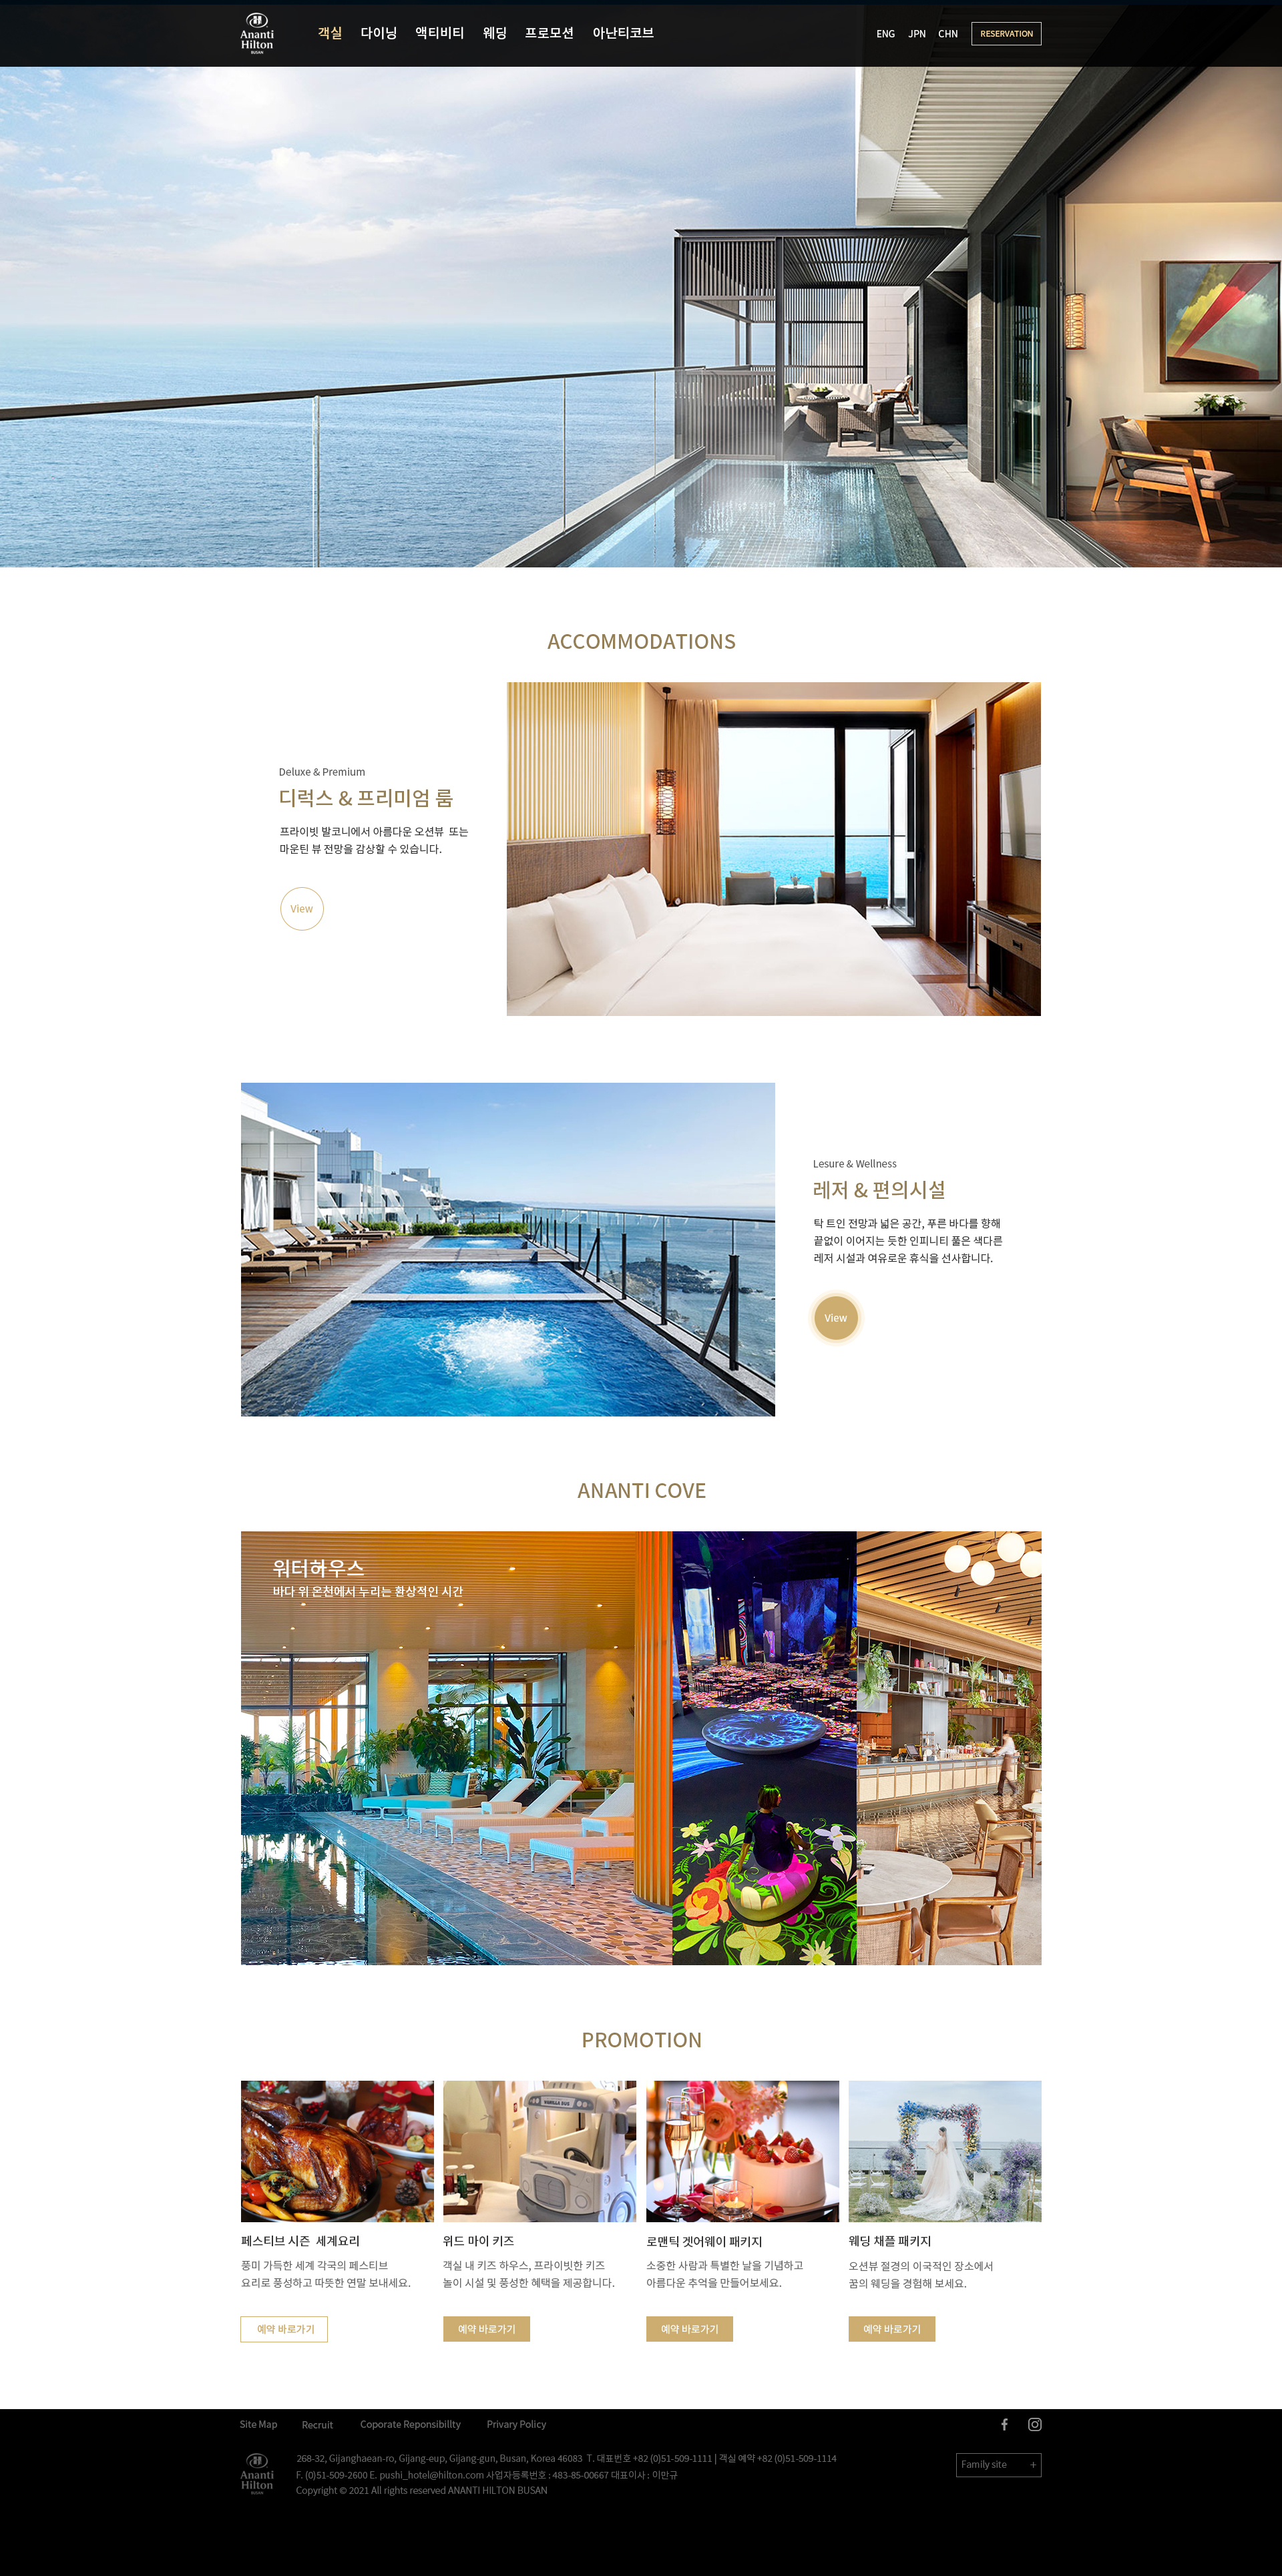 Ananti
Hilton
BUSAN
객실 다이닝 액티비티 웨딩 프로모션 아난티코브
ENG JPN CHN RESERVATION
ACCOMMODATIONS
Deluxe & Premium
디럭스 & 프리미엄 룸
프라이빗 발코니에서 아름다운 오션뷰 또는
마운틴 뷰 전망을 감상할 수 있습니다.
View
Lesure & Wellness
레저 & 편의시설
탁 트인 전망과 넓은 공간, 푸른 바다를 향해
끝없이 이어지는 듯한 인피니티 풀은 색다른
레저 시설과 여유로운 휴식을 선사합니다.
View
ANANTI COVE
워터하우스
바다 위 온천에서 누리는 환상적인 시간
PROMOTION
VANILLA BUS
페스티브 시즌 세계요리
풍미 가득한 세계 각국의 페스티브
요리로 풍성하고 따뜻한 연말 보내세요.
예약 바로가기
위드 마이 키즈
객실 내 키즈 하우스, 프라이빗한 키즈
놀이 시설 및 풍성한 혜택을 제공합니다.
예약 바로가기
로맨틱 겟어웨이 패키지
소중한 사람과 특별한 날을 기념하고
아름다운 추억을 만들어보세요.
예약 바로가기
웨딩 채플 패키지
오션뷰 절경의 이국적인 장소에서
꿈의 웨딩을 경험해 보세요.
예약 바로가기
Site Map Recruit Coporate Reponsibillty Privary Policy
Ananti
Hilton
BUSAN
268-32, Gijanghaean-ro, Gijang-eup, Gijang-gun, Busan, Korea 46083 T. 대표번호 +82 (0)51-509-1111 | 객실 예약 +82 (0)51-509-1114
F. (0)51-509-2600 E. pushi_hotel@hilton.com 사업자등록번호 : 483-85-00667 대표이사 : 이만규
Copyright © 2021 All rights reserved ANANTI HILTON BUSAN
Family site +